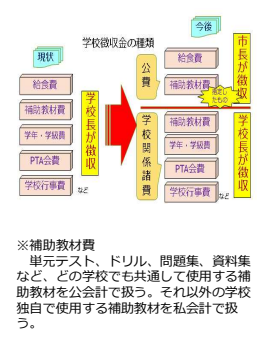 学校徴収金の種類
現状
給食費
補助教材費
学年・学級費
PTA会費
学校行事費
など
学校長が徴収
今後
公費
給食費
補助教材費
指定したもの
市長が徴収
学校関係諸費
補助教材費
学年・学級費
PTA会費
学校行事費
など
学校長が徴収
※補助教材費
単元テスト、ドリル、問題集、資料集
など、どの学校でも共通して使用する補
助教材を公会計で扱う。それ以外の学校
独自で使用する補助教材を私会計で扱
う。